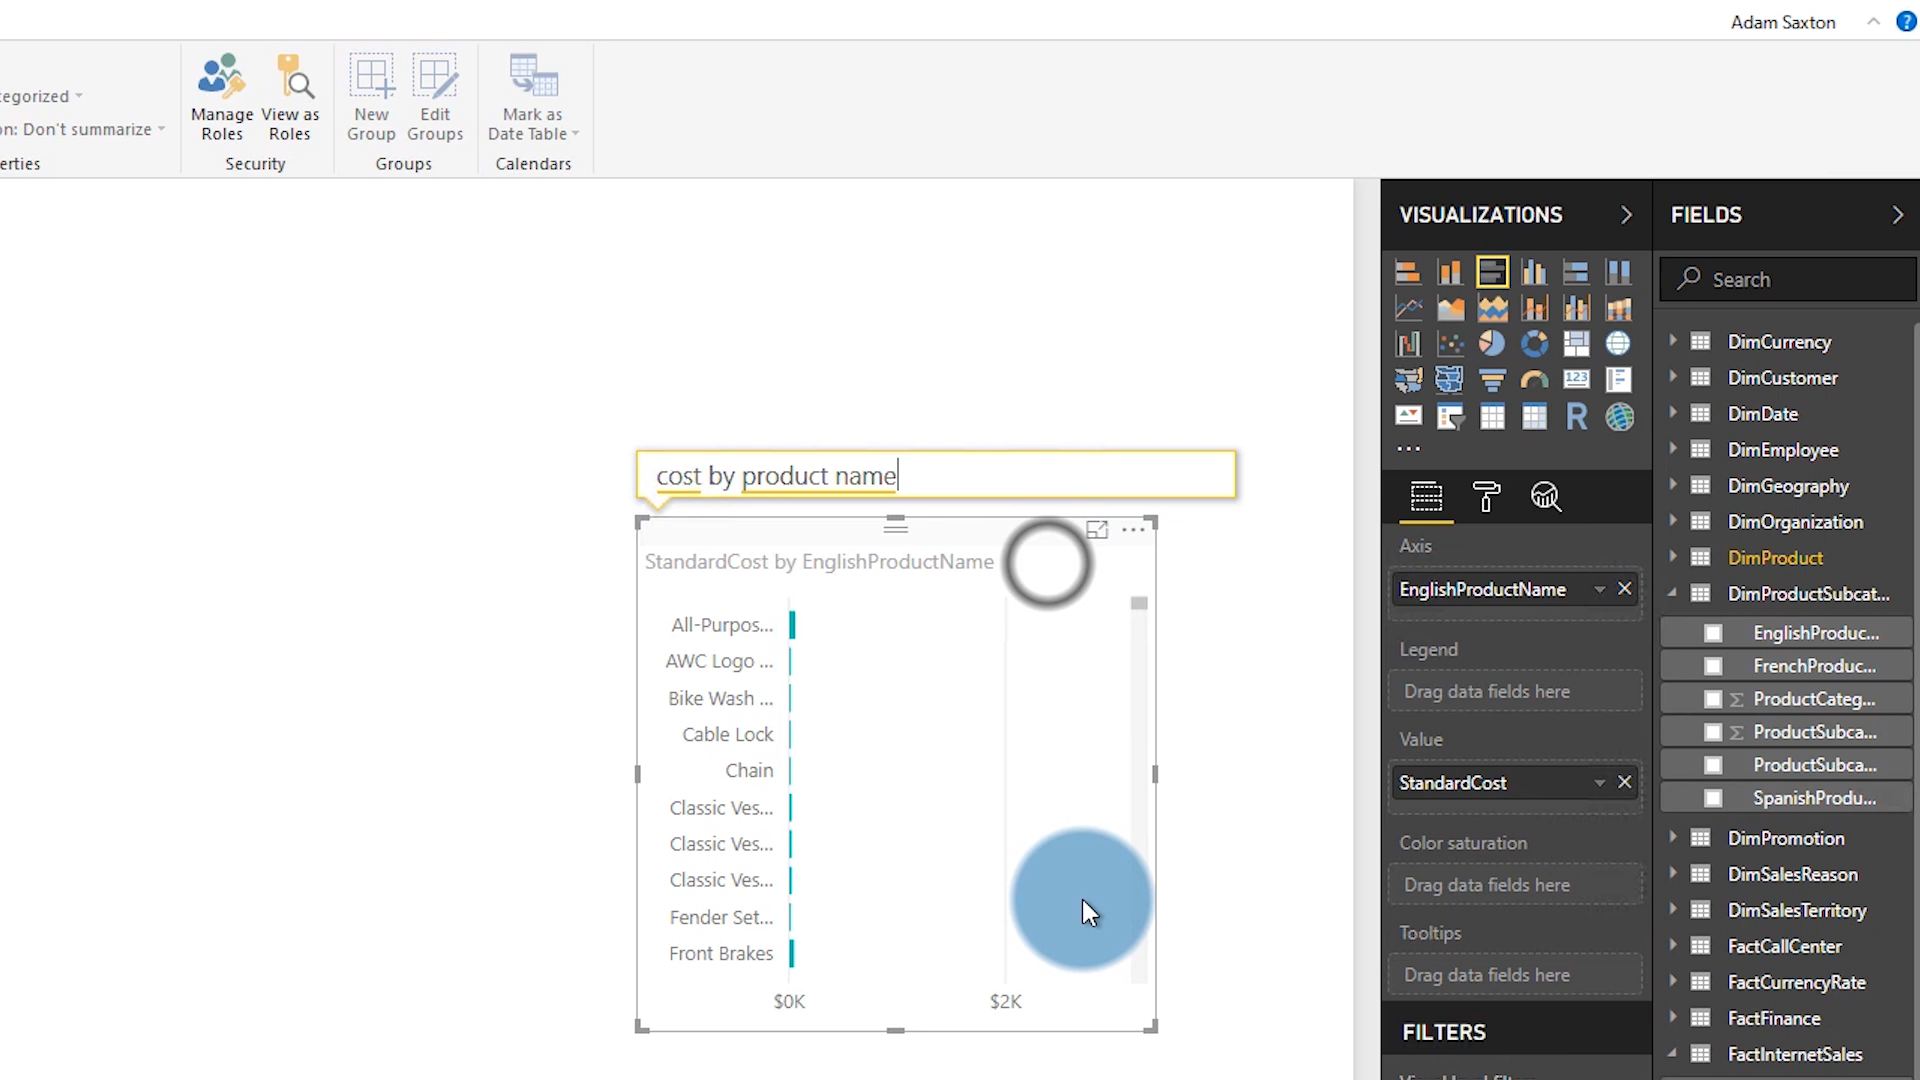 Adam Saxton
?
tegorized
on: Don't summarize
erties
Manage
Roles
View as
Roles
Security
New
Group
Edit
Groups
Groups
Mark as
Date Table
Calendars
cost by product name
StandardCost by EnglishProductName
All-Purpos...
AWC Logo ...
Bike Wash ...
Cable Lock
Chain
Classic Ves...
Classic Ves...
Classic Ves...
Fender Set...
Front Brakes
$0K
$2K
VISUALIZATIONS
123
R
Axis
EnglishProductName
Legend
Drag data fields here
Value
StandardCost
Color saturation
Drag data fields here
Tooltips
Drag data fields here
FILTERS
FIELDS
Search
DimCurrency
DimCustomer
DimDate
DimEmployee
DimGeography
DimOrganization
DimProduct
DimProductSubcat...
EnglishProduc...
FrenchProduc...
Σ ProductCateg...
Σ ProductSubca...
ProductSubca...
SpanishProdu...
DimPromotion
DimSalesReason
DimSalesTerritory
FactCallCenter
FactCurrencyRate
FactFinance
FactInternetSales